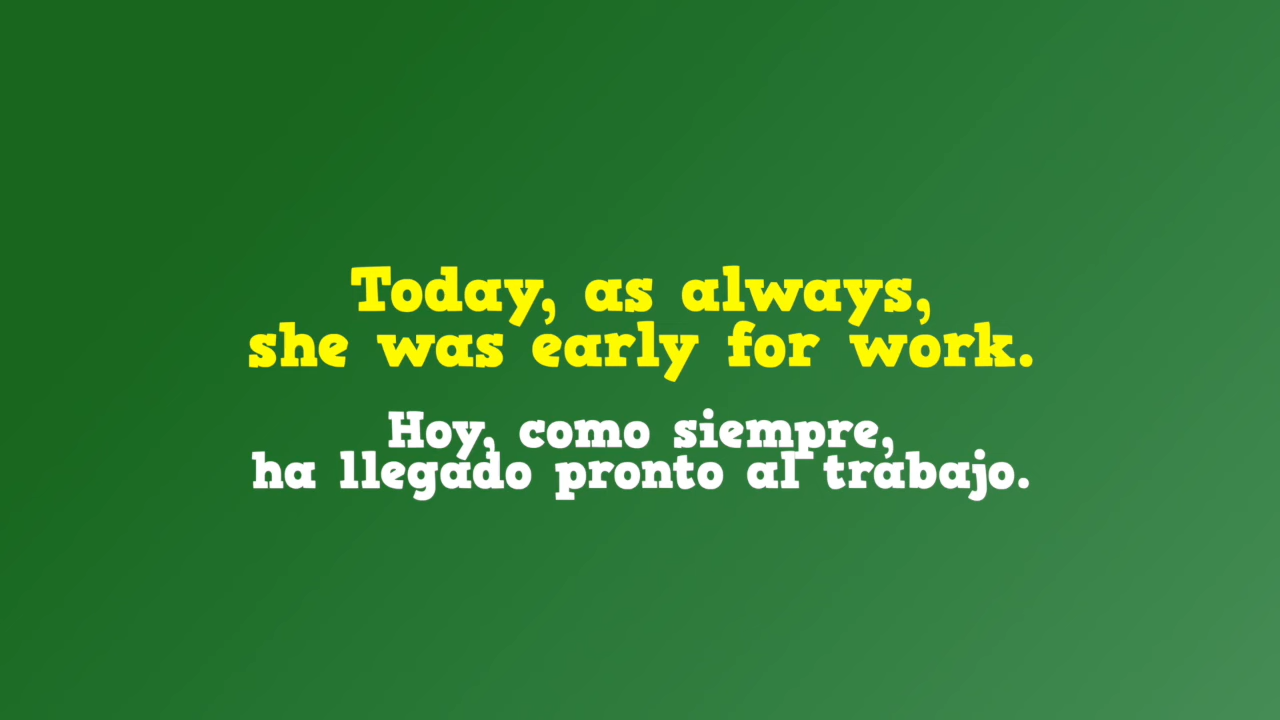 Today, as always,
she was early for work.
Hoy, como siempre,
ha llegado pronto al trabajo.